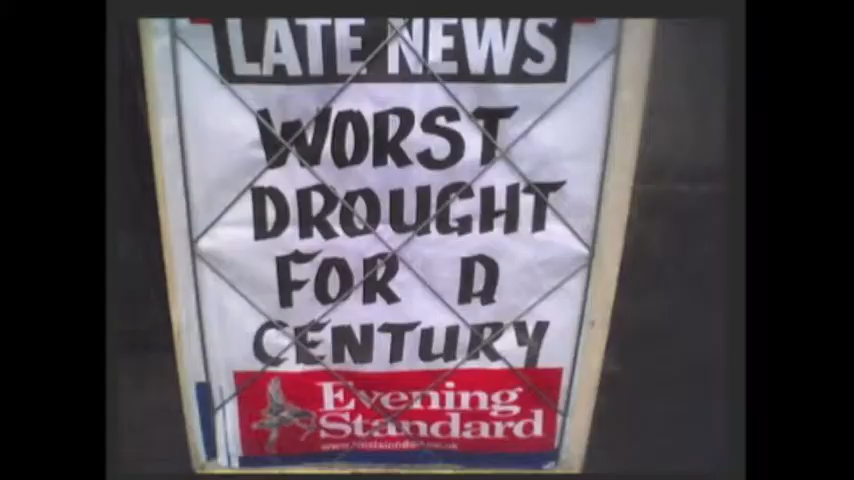 LATE NEWS
WORST
DROUGHT
FOR A
CENTURY
Evening
Standard